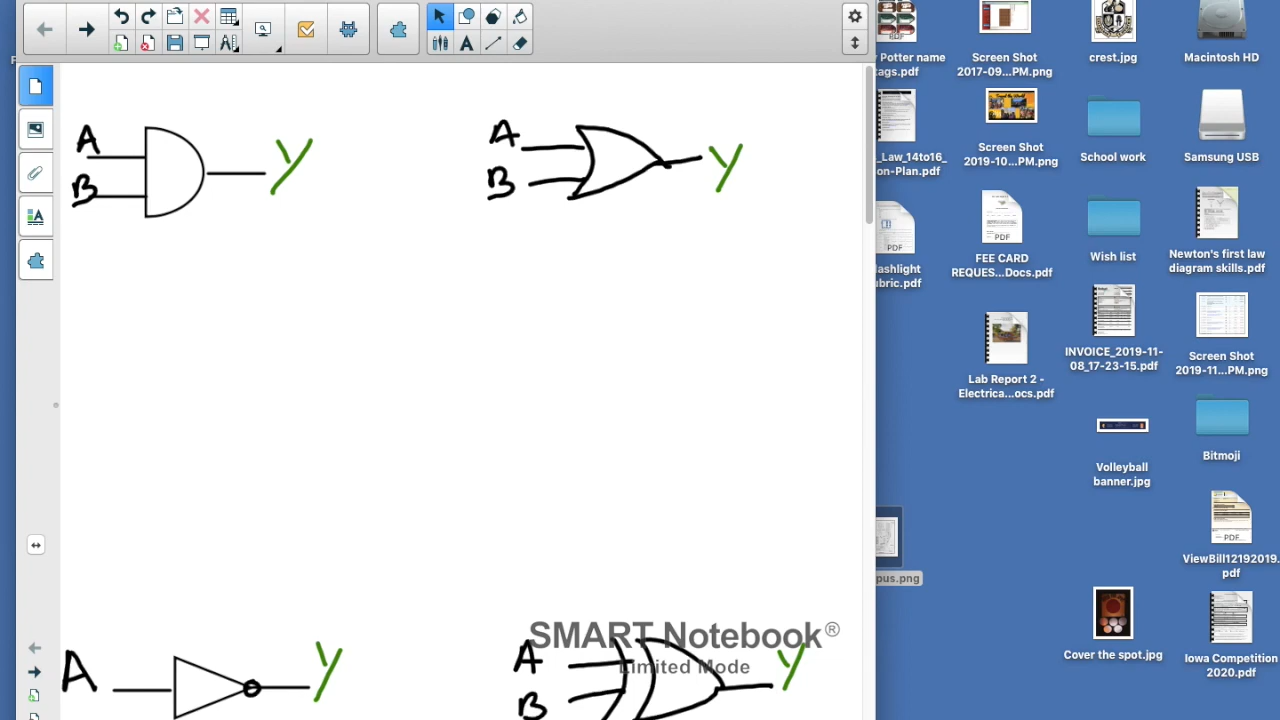 A
B
Y
A
B
Y
A
Y
A
B
Y
SMART Notebook®
Limited Mode
y Potter name
tags.pdf
Screen Shot
2017-09...PM.png
crest.jpg
Macintosh HD
_Law_14to16_
on-Plan.pdf
Screen Shot
2019-10...PM.png
School work
Samsung USB
PDF
lashlight
ubric.pdf
PDF
FEE CARD
REQUES...Docs.pdf
Wish list
Newton's first law
diagram skills.pdf
Lab Report 2 -
Electrica...ocs.pdf
INVOICE_2019-11-
08_17-23-15.pdf
Screen Shot
2019-11...PM.png
Volleyball
banner.jpg
Bitmoji
pus.png
PDF
ViewBill12192019.
pdf
Cover the spot.jpg
Iowa Competition
2020.pdf